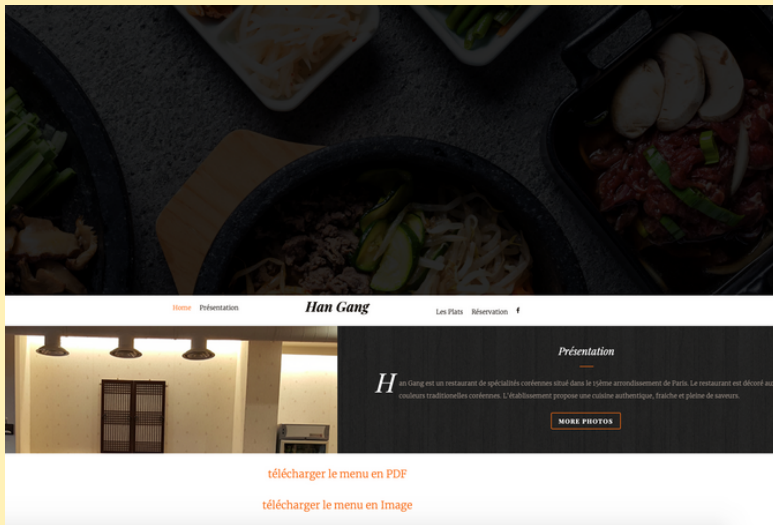 Home Présentation Han Gang Les Plats Réservation f
Présentation
Han Gang est un restaurant de spécialités coréennes situé dans le 15ème arrondissement de Paris. Le restaurant est décoré aux
couleurs traditionnelles coréennes. L'établissement propose une cuisine authentique, fraîche et pleine de saveurs.
MORE PHOTOS
télécharger le menu en PDF
télécharger le menu en Image